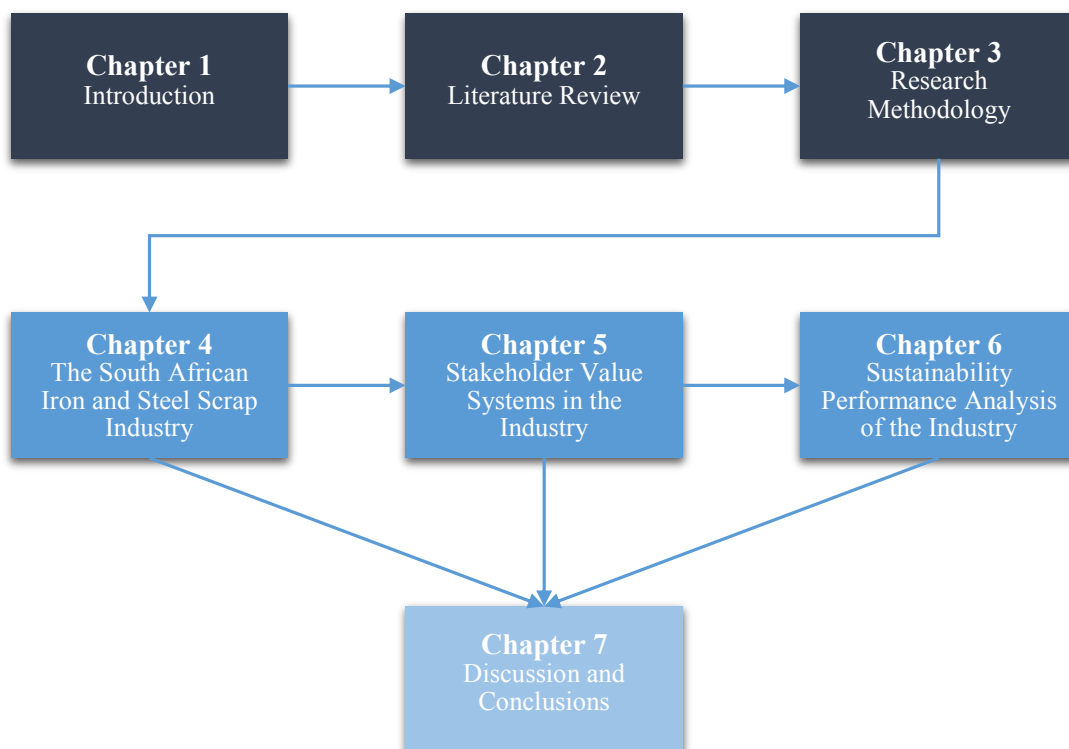 Chapter 1
Introduction
Chapter 2
Literature Review
Chapter 3
Research
Methodology
Chapter 4
The South African
Iron and Steel Scrap
Industry
Chapter 5
Stakeholder Value
Systems in the
Industry
Chapter 6
Sustainability
Performance Analysis
of the Industry
Chapter 7
Discussion and
Conclusions